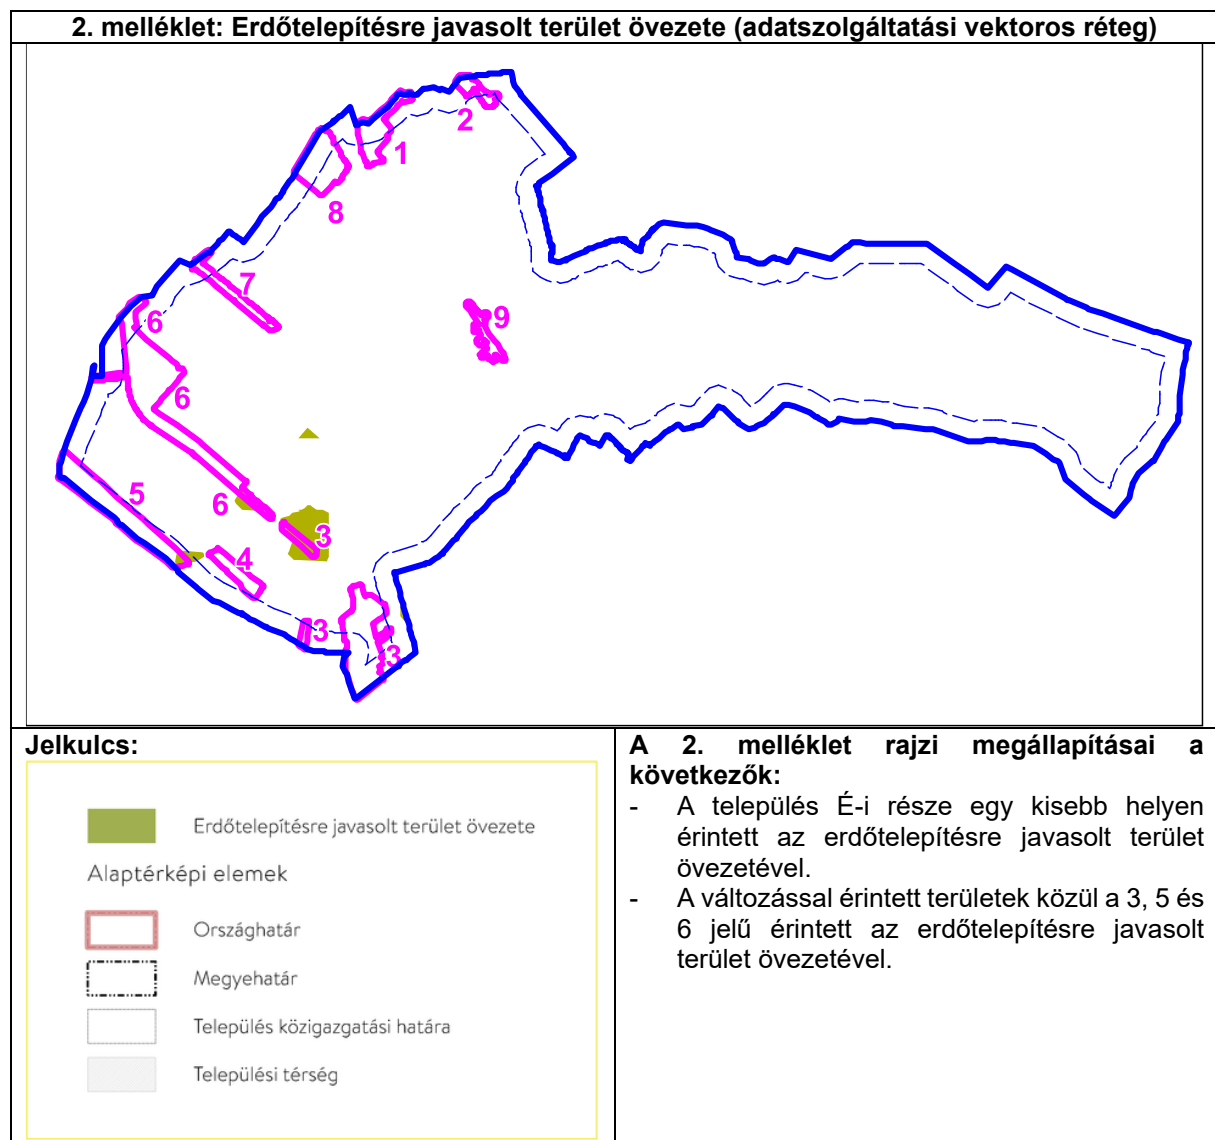 2. melléklet: Erdőtelepítésre javasolt terület övezete (adatszolgáltatási vektoros réteg)
2
1
8
7
6
9
6
5
6
3
4
3
3
Jelkulcs:
Erdőtelepítésre javasolt terület övezete
Alaptérképi elemek
Országhatár
Megyehatár
Település közigazgatási határa
Települési térség
A 2. melléklet rajzi megállapításai a
következők:
- A település É-i része egy kisebb helyen
érintett az erdőtelepítésre javasolt terület
övezetével.
- A változással érintett területek közül a 3, 5 és
6 jelű érintett az erdőtelepítésre javasolt
terület övezetével.